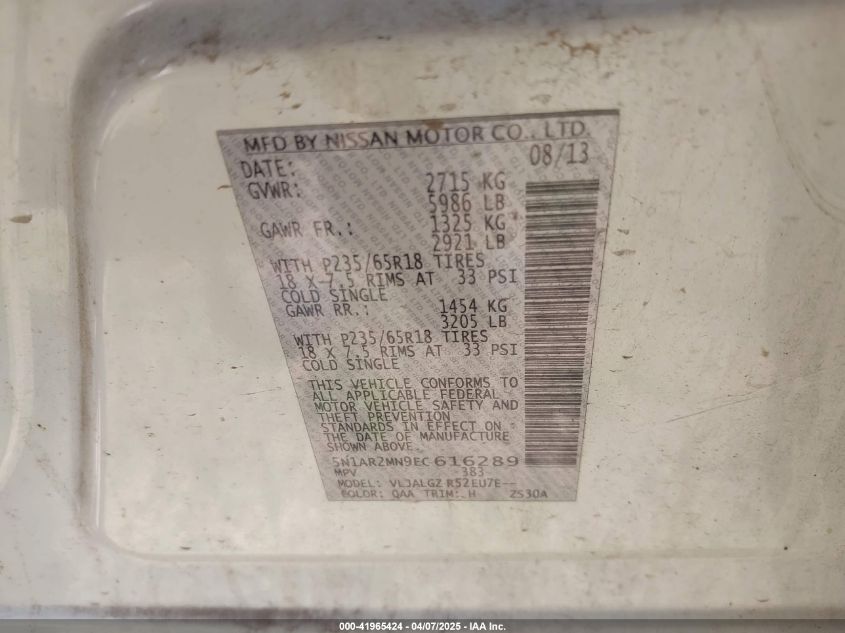 MFD BY NISSAN MOTOR CO., LTD.
DATE: 08/13
GVWR: 2715 KG
5986 LB
GAWR FR.: 1325 KG
2921 LB
WITH P235/65R18 TIRES
18 X 7.5 RIMS AT 33 PSI
COLD SINGLE
GAWR RR.: 1454 KG
3205 LB
WITH P235/65R18 TIRES
18 X 7.5 RIMS AT 33 PSI
COLD SINGLE
THIS VEHICLE CONFORMS TO
ALL APPLICABLE FEDERAL
MOTOR VEHICLE SAFETY AND
THEFT PREVENTION
STANDARDS IN EFFECT ON
THE DATE OF MANUFACTURE
SHOWN ABOVE.
5N1AR2MN9EC616289
MPV 383
MODEL: VLJALGZ R52EU7E--
COLOR: QAA TRIM: H ZS30A
000-41965424 - 04/07/2025 - IAA Inc.